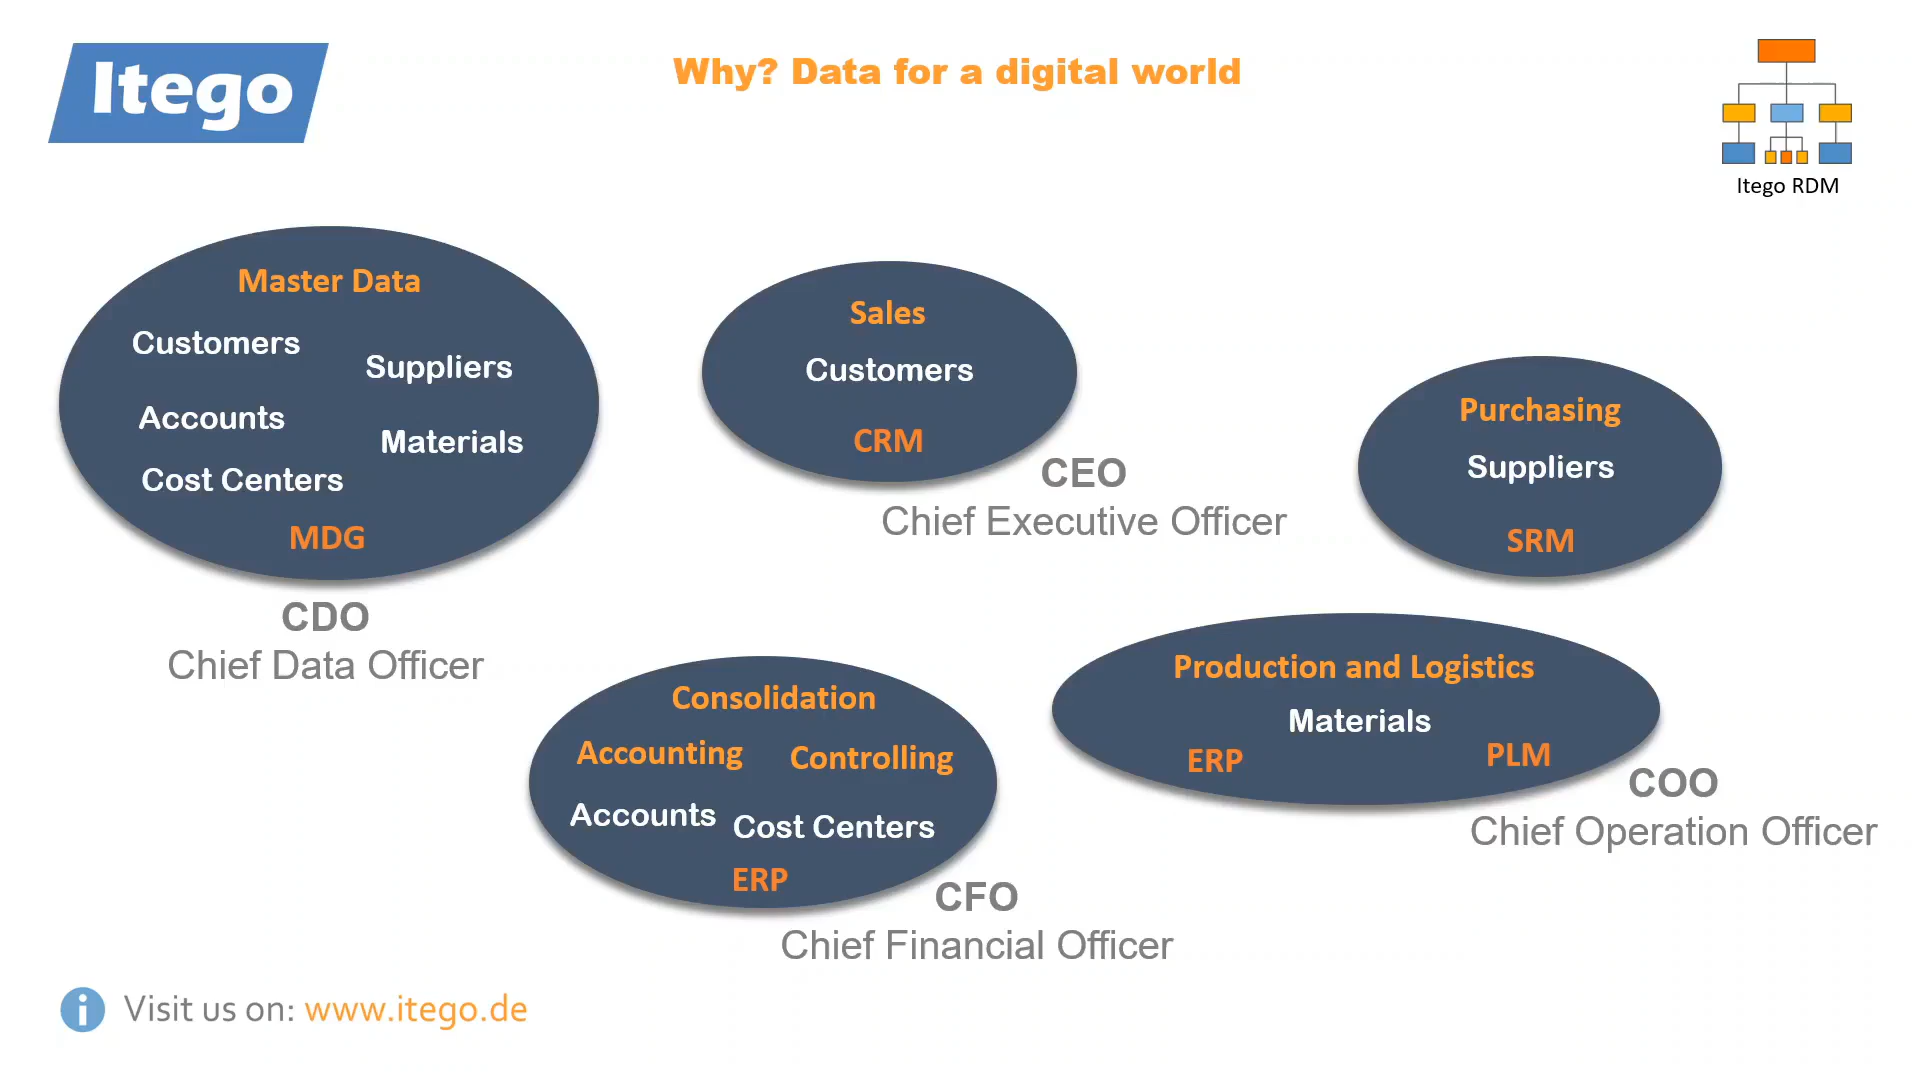 Itego
Why? Data for a digital world
Itego RDM
Master Data
Customers
Suppliers
Accounts
Materials
Cost Centers
MDG
CDO
Chief Data Officer
Sales
Customers
CRM
CEO
Chief Executive Officer
Purchasing
Suppliers
SRM
Consolidation
Accounting Controlling
Accounts Cost Centers
ERP
CFO
Chief Financial Officer
Production and Logistics
Materials
ERP PLM
COO
Chief Operation Officer
i Visit us on: www.itego.de